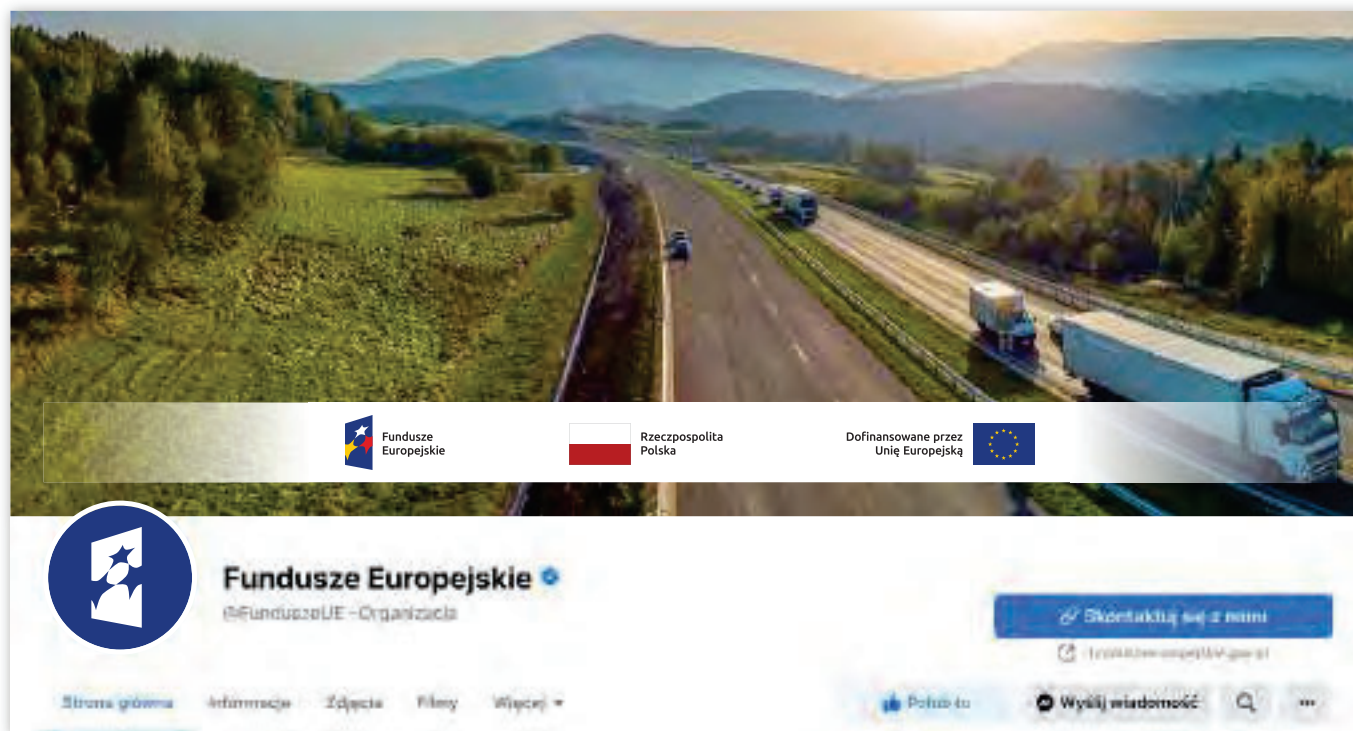 Fundusze
Europejskie
Rzeczpospolita
Polska
Dofinansowane przez
Unię Europejską
Fundusze Europejskie
@FunduszeUE - Organizacja
Skontaktuj się z nami
Strona główna Informacje Zdjęcia Filmy Więcej
Polub to Wyślij wiadomość